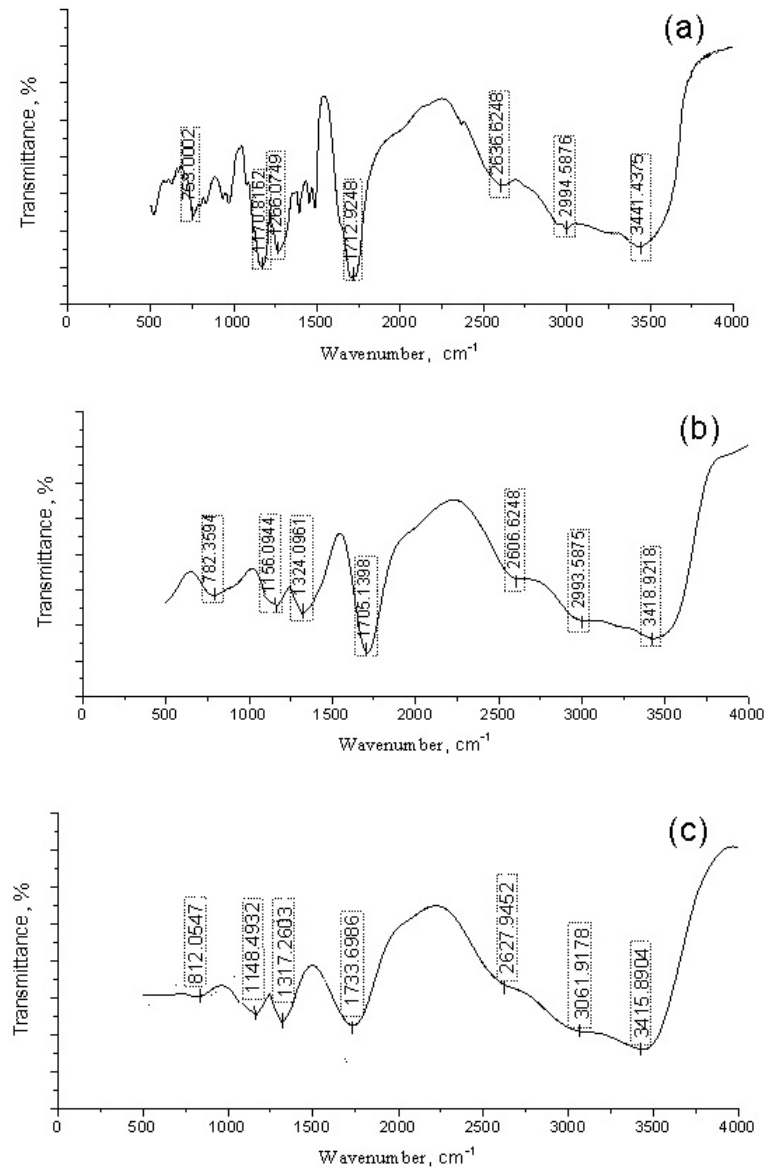 (a)
Transmittance, %
758.0002
1170.8162
1266.0749
1712.9248
2636.6248
2994.5876
3441.4375
0 500 1000 1500 2000 2500 3000 3500 4000
Wavenumber, cm⁻¹
(b)
Transmittance, %
782.3594
1156.0944
1324.0961
1705.1398
2606.6248
2993.5875
3418.9218
0 500 1000 1500 2000 2500 3000 3500 4000
Wavenumber, cm⁻¹
(c)
Transmittance, %
812.0547
1148.4932
1317.2603
1733.6986
2627.9452
3061.9178
3415.8904
0 500 1000 1500 2000 2500 3000 3500 4000
Wavenumber, cm⁻¹